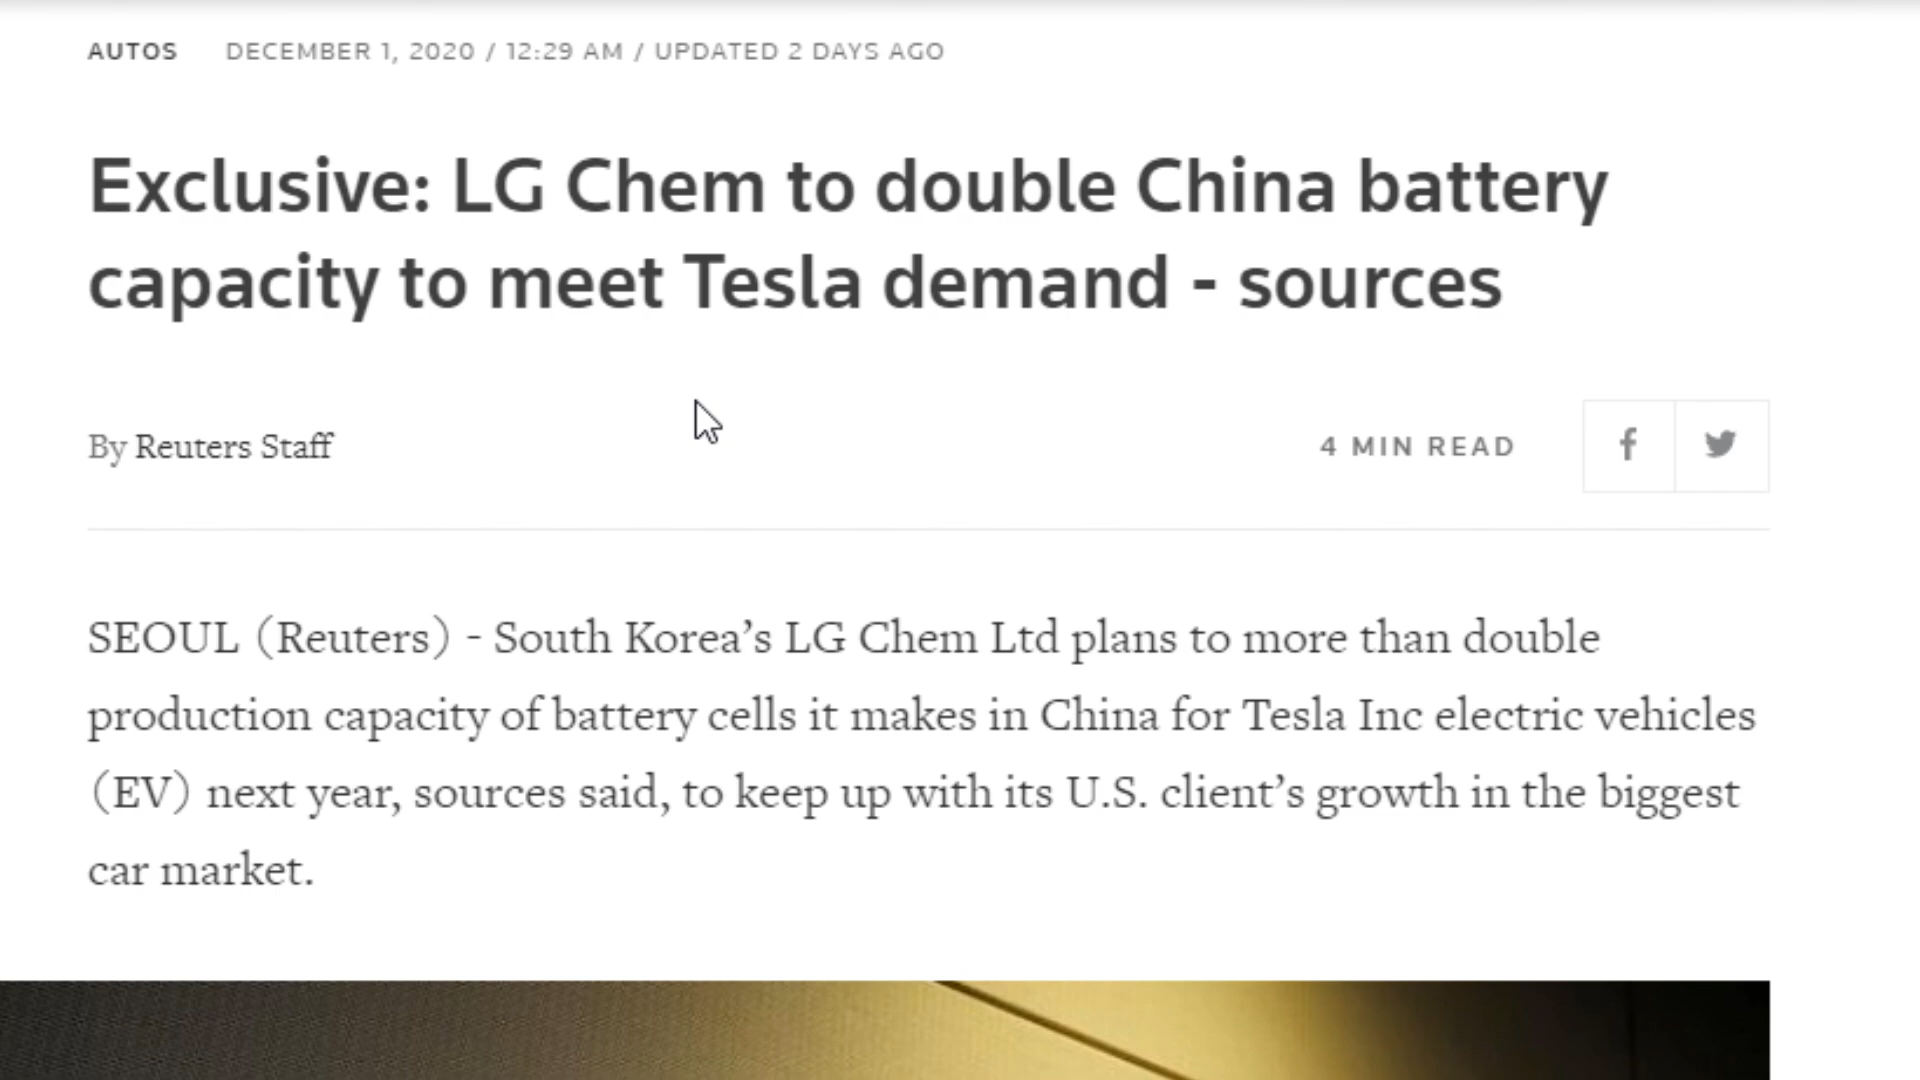 AUTOS DECEMBER 1, 2020 / 12:29 AM / UPDATED 2 DAYS AGO
Exclusive: LG Chem to double China battery
capacity to meet Tesla demand - sources
By Reuters Staff
4 MIN READ
SEOUL (Reuters) - South Korea’s LG Chem Ltd plans to more than double
production capacity of battery cells it makes in China for Tesla Inc electric vehicles
(EV) next year, sources said, to keep up with its U.S. client’s growth in the biggest
car market.